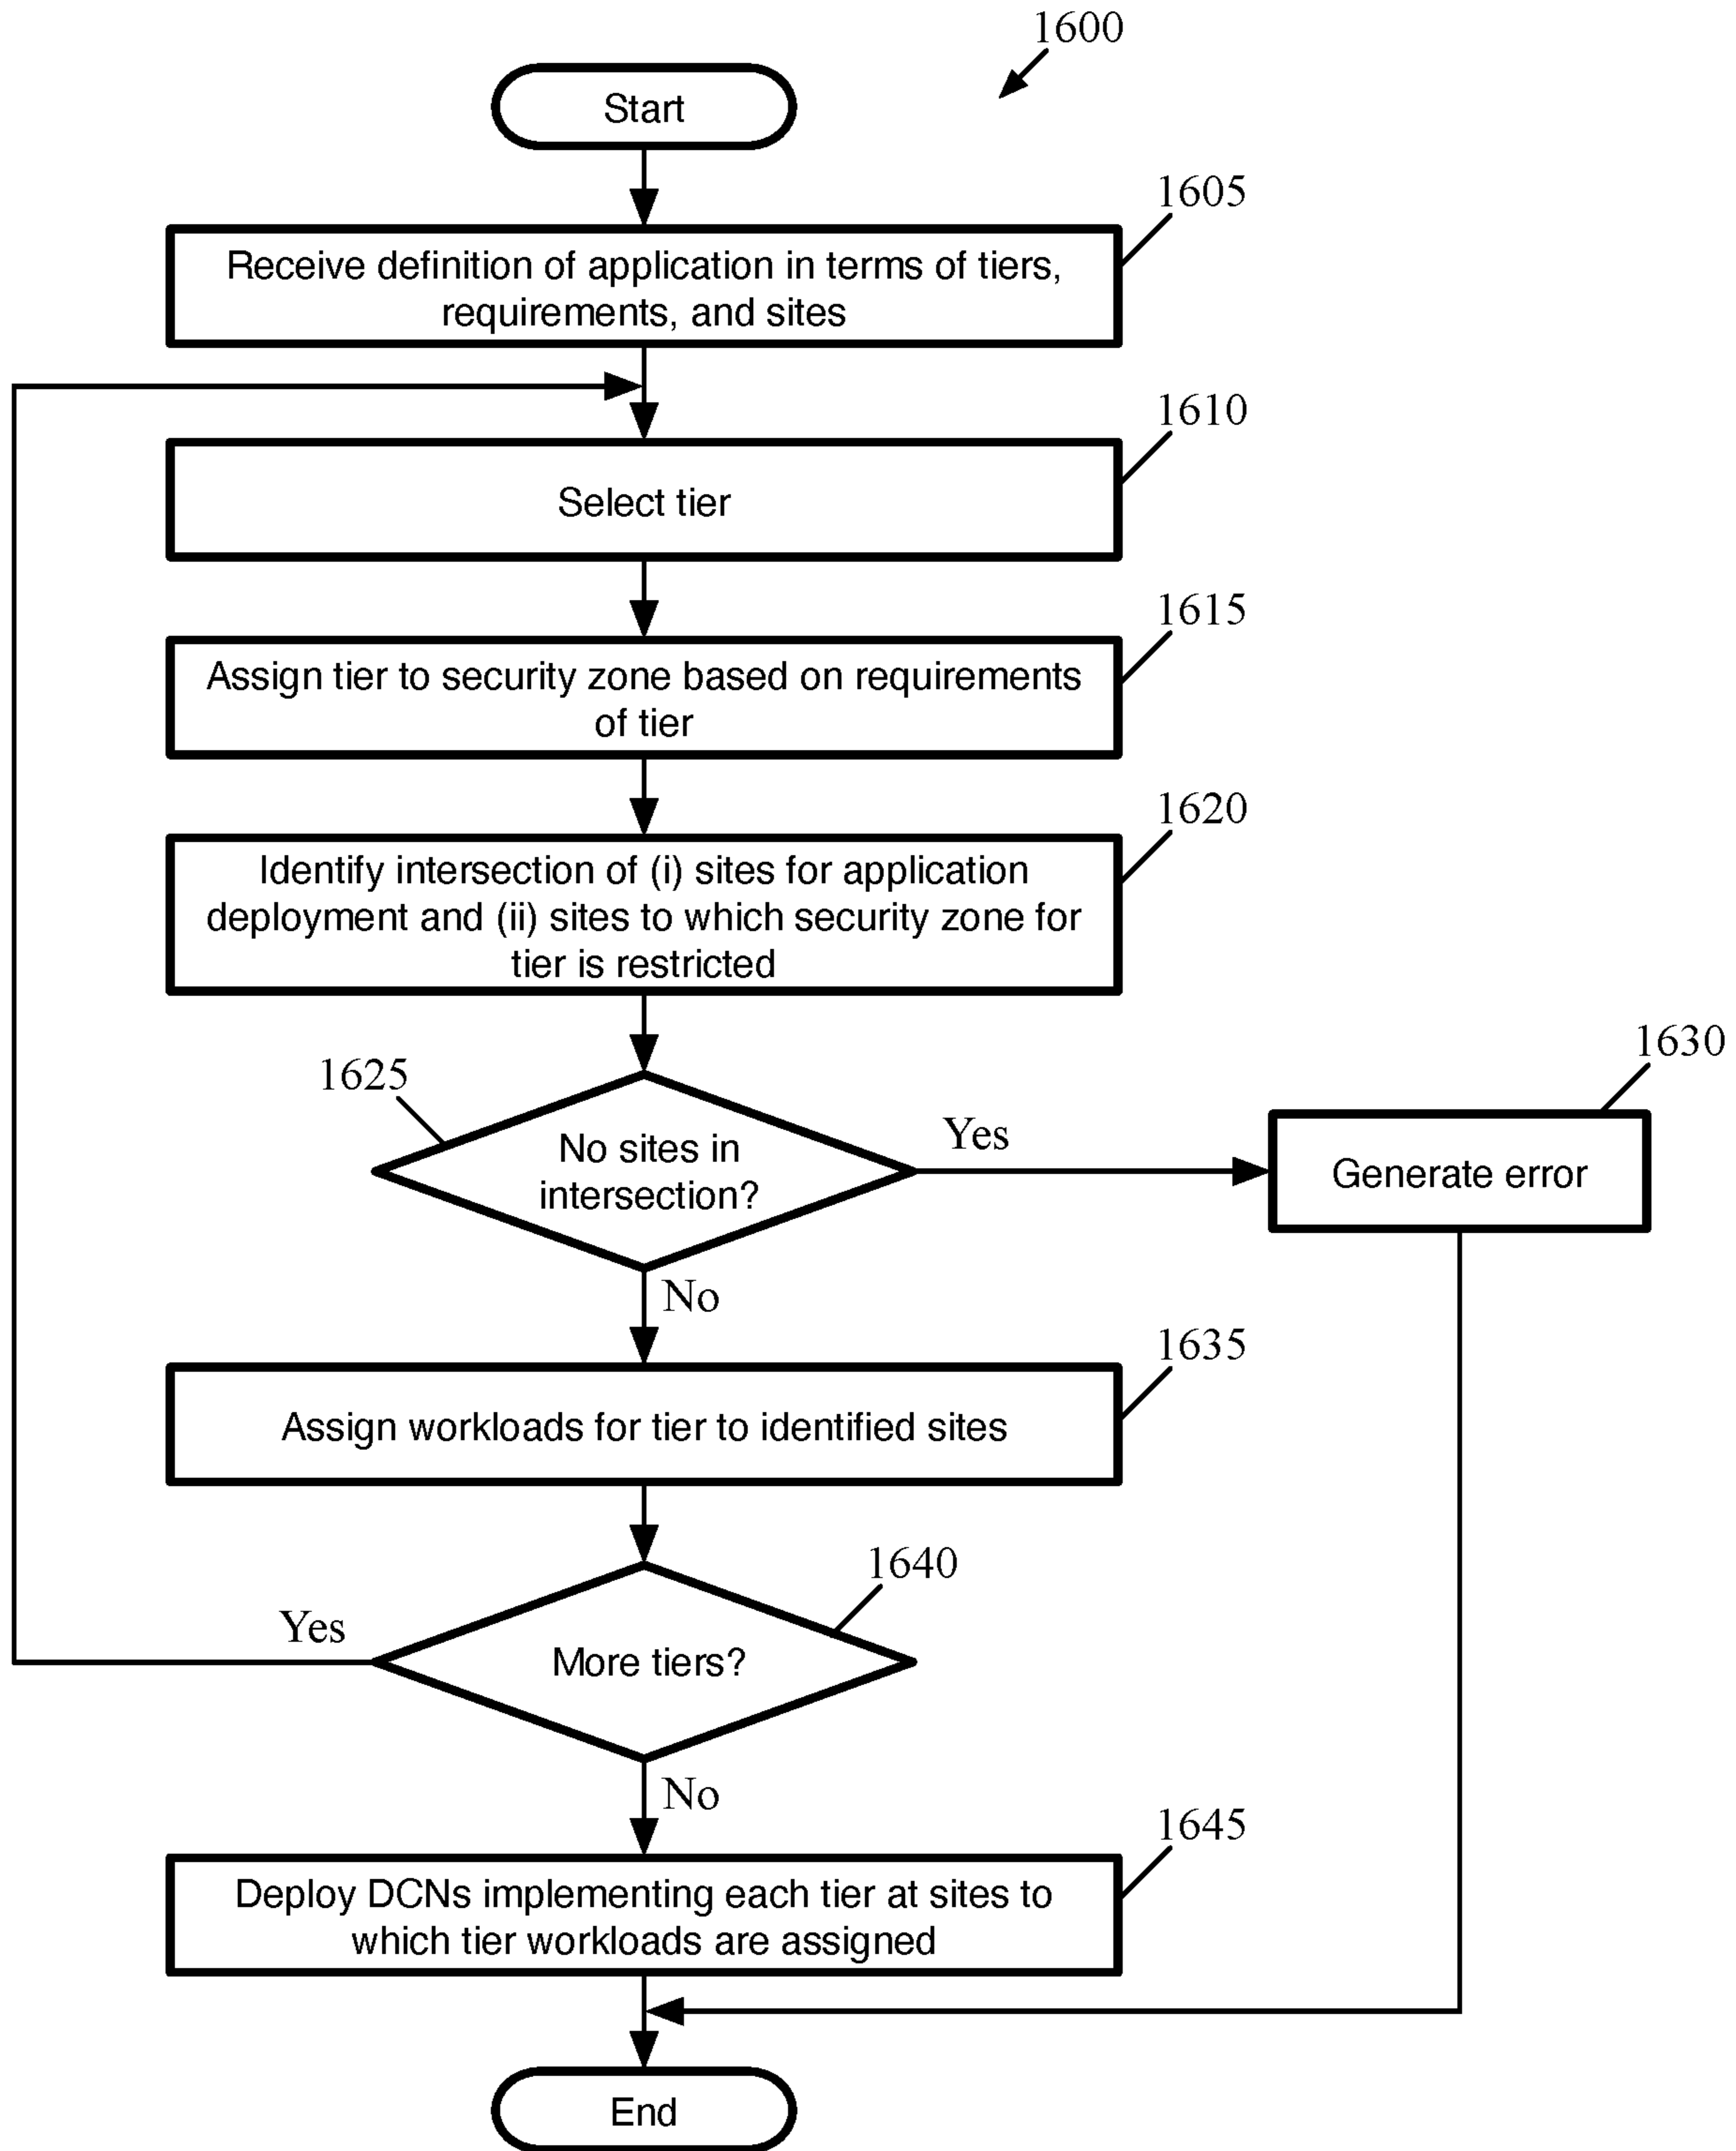 1600
Start
1605
Receive definition of application in terms of tiers,
requirements, and sites
1610
Select tier
1615
Assign tier to security zone based on requirements
of tier
1620
Identify intersection of (i) sites for application
deployment and (ii) sites to which security zone for
tier is restricted
1625
No sites in
intersection?
Yes
1630
Generate error
No
1635
Assign workloads for tier to identified sites
1640
More tiers?
Yes
No
1645
Deploy DCNs implementing each tier at sites to
which tier workloads are assigned
End